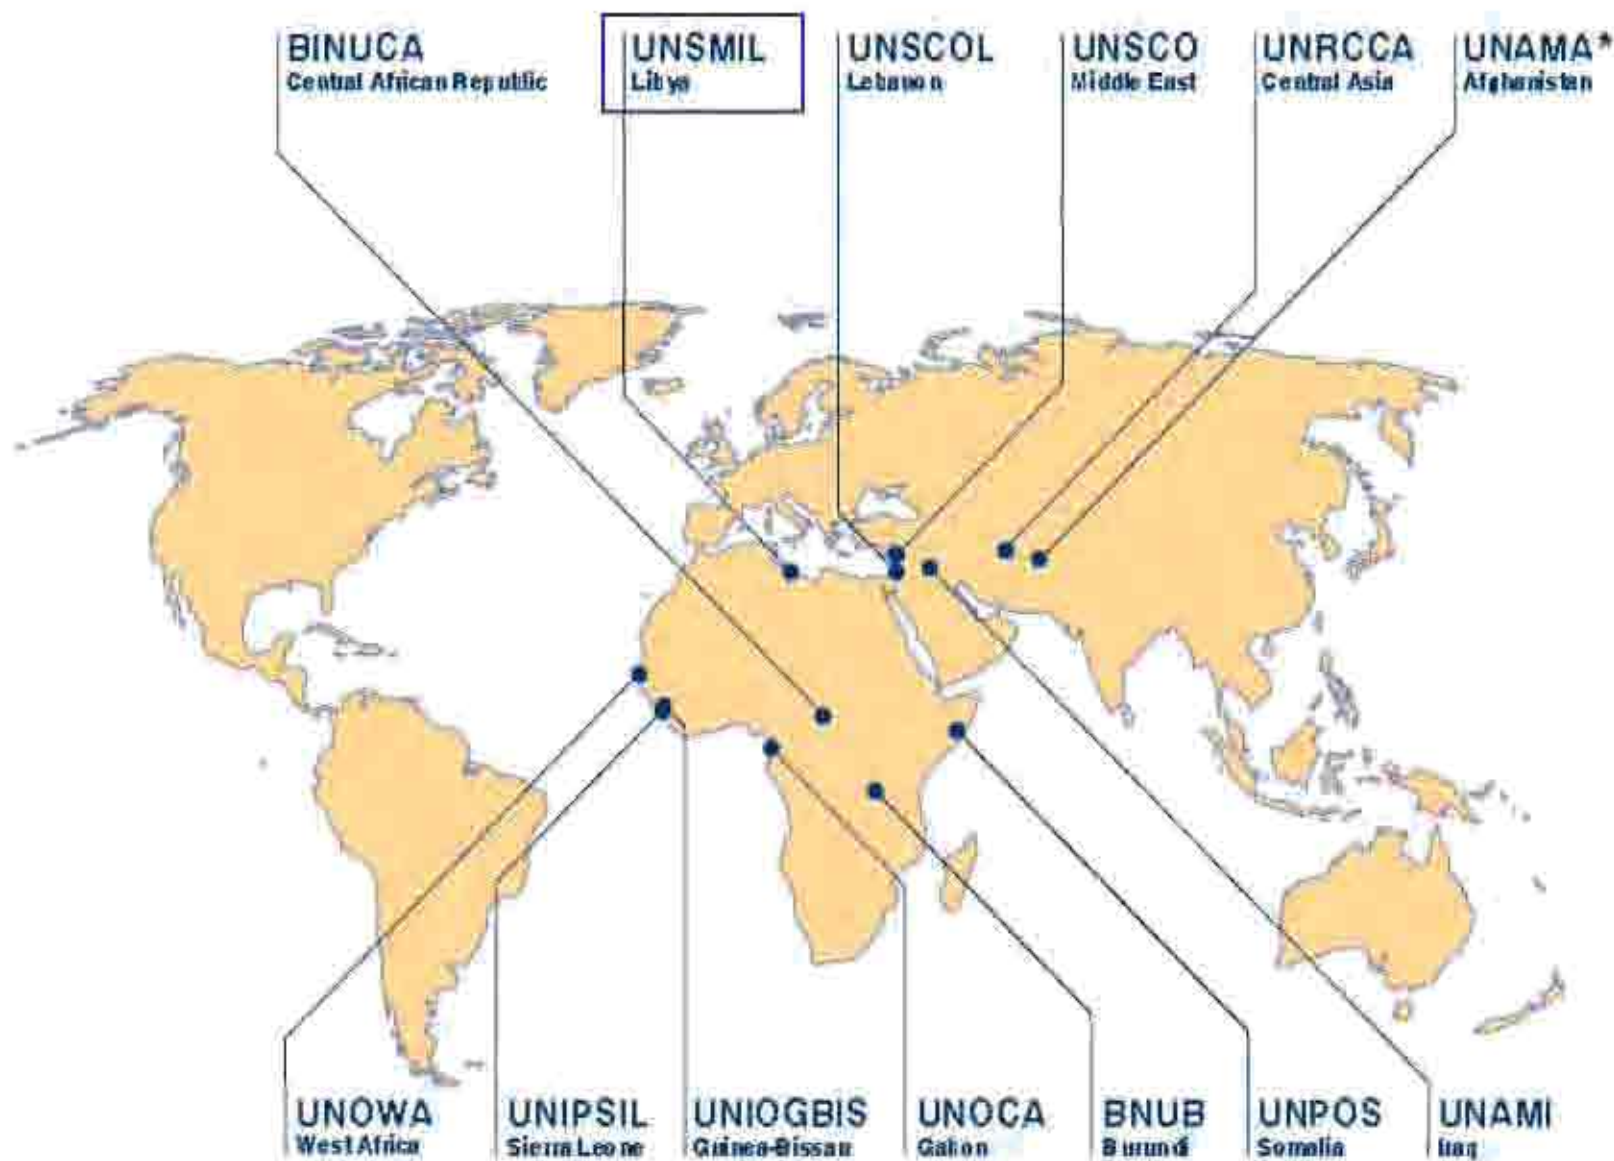 BINUCA
Central African Republic
UNSMIL
Libya
UNSCOL
Lebanon
UNSCO
Middle East
UNRCCA
Central Asia
UNAMA*
Afghanistan
UNOWA
West Africa
UNIPSIL
Sierra Leone
UNIOGBIS
Guinea-Bissau
UNOCA
Gabon
BNUB
Burundi
UNPOS
Somalia
UNAMI
Iraq